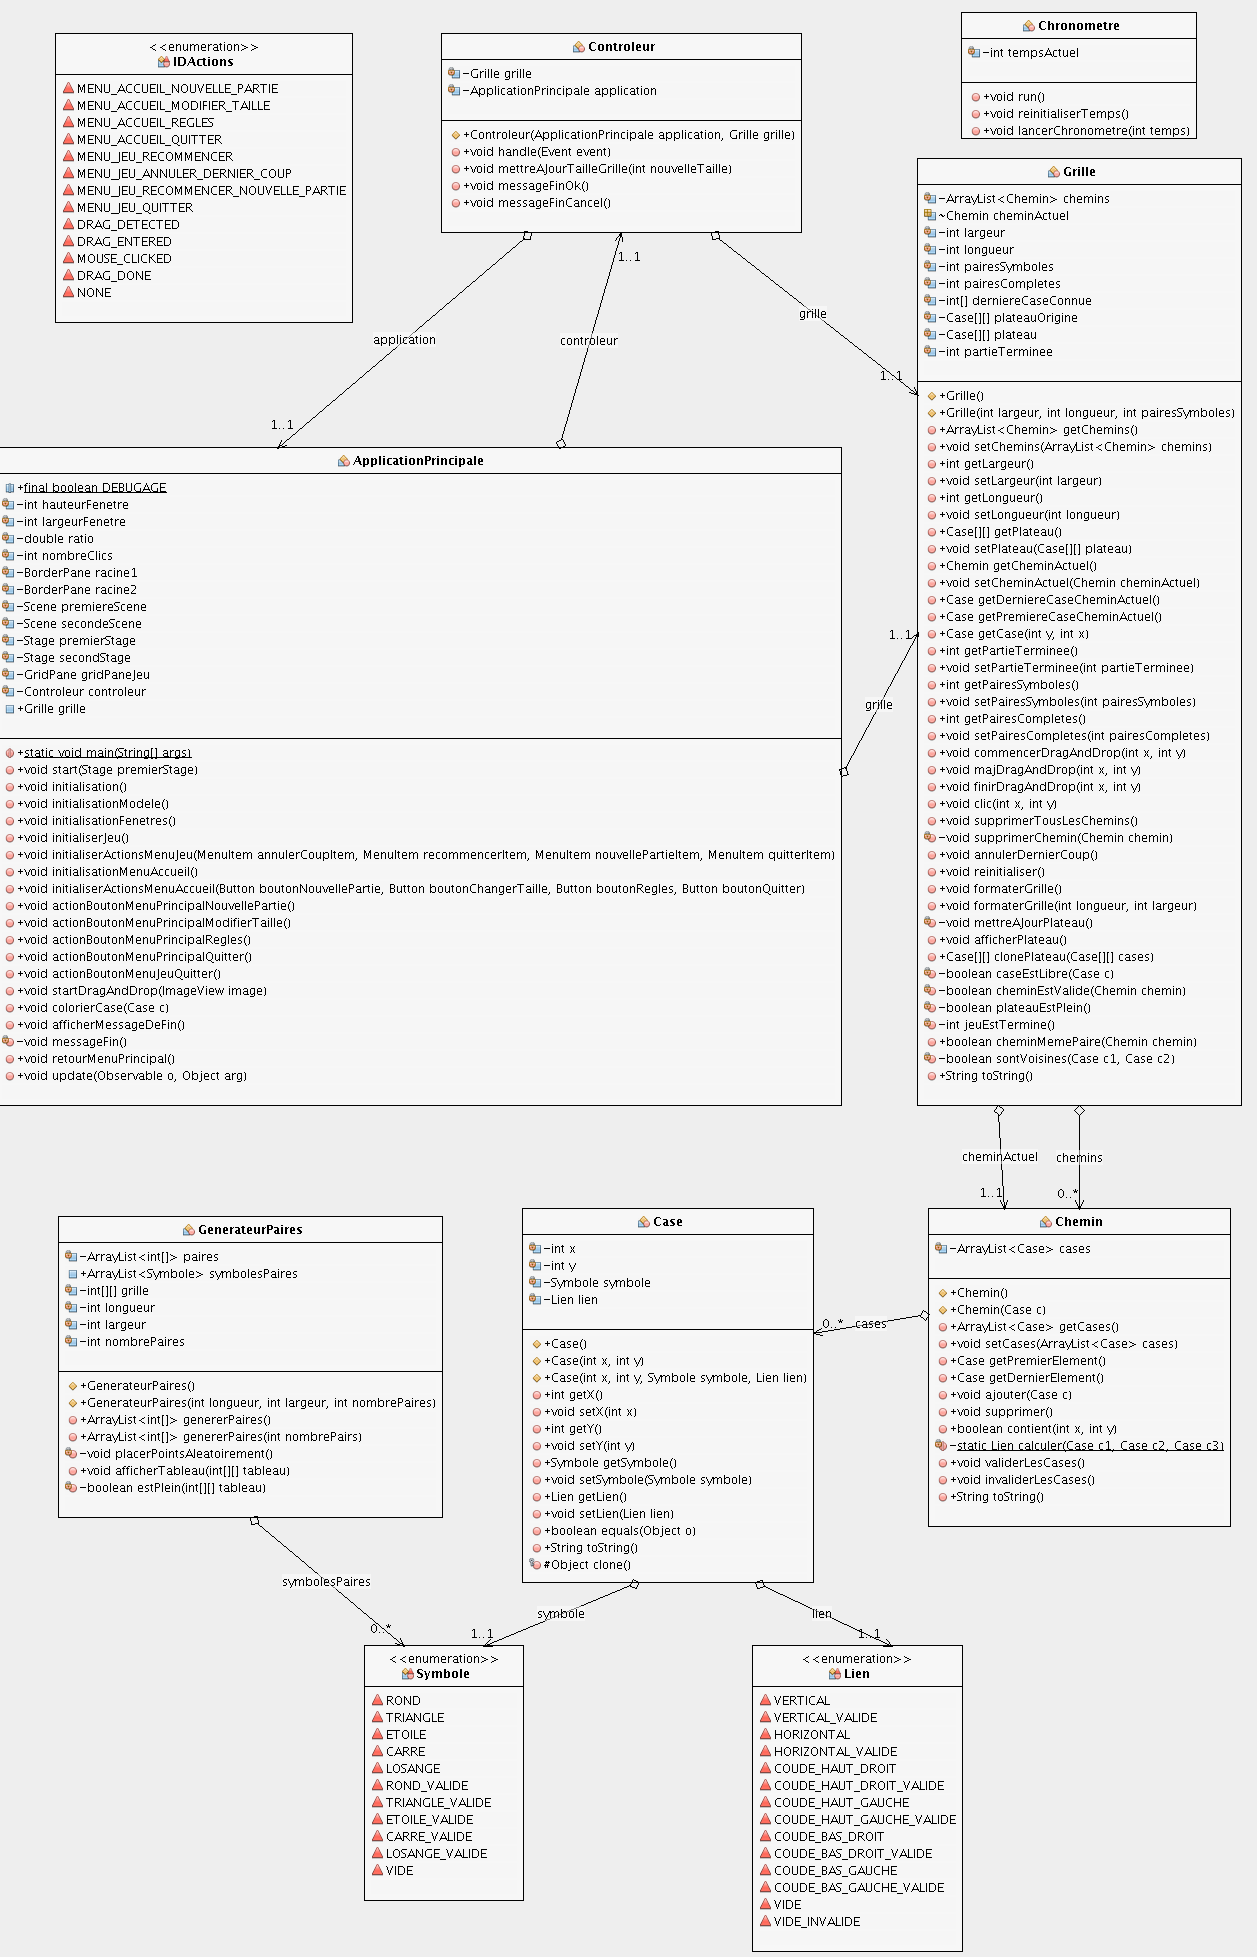 <<enumeration>>
IDActions
MENU_ACCUEIL_NOUVELLE_PARTIE
MENU_ACCUEIL_MODIFIER_TAILLE
MENU_ACCUEIL_REGLES
MENU_ACCUEIL_QUITTER
MENU_JEU_RECOMMENCER
MENU_JEU_ANNULER_DERNIER_COUP
MENU_JEU_RECOMMENCER_NOUVELLE_PARTIE
MENU_JEU_QUITTER
DRAG_DETECTED
DRAG_ENTERED
MOUSE_CLICKED
DRAG_DONE
NONE
Controleur
-Grille grille
-ApplicationPrincipale application
+Controleur(ApplicationPrincipale application, Grille grille)
+void handle(Event event)
+void mettreAJourTailleGrille(int nouvelleTaille)
+void messageFinOk()
+void messageFinCancel()
Chronometre
-int tempsActuel
+void run()
+void reinitialiserTemps()
+void lancerChronometre(int temps)
Grille
-ArrayList<Chemin> chemins
~Chemin cheminActuel
-int largeur
-int longueur
-int pairesSymboles
-int pairesCompletes
-int[] derniereCaseConnue
-Case[][] plateauOrigine
-Case[][] plateau
-int partieTerminee
+Grille()
+Grille(int largeur, int longueur, int pairesSymboles)
+ArrayList<Chemin> getChemins()
+void setChemins(ArrayList<Chemin> chemins)
+int getLargeur()
+void setLargeur(int largeur)
+int getLongueur()
+void setLongueur(int longueur)
+Case[][] getPlateau()
+void setPlateau(Case[][] plateau)
+Chemin getCheminActuel()
+void setCheminActuel(Chemin cheminActuel)
+Case getDerniereCaseCheminActuel()
+Case getPremiereCaseCheminActuel()
+Case getCase(int y, int x)
+int getPartieTerminee()
+void setPartieTerminee(int partieTerminee)
+int getPairesSymboles()
+void setPairesSymboles(int pairesSymboles)
+int getPairesCompletes()
+void setPairesCompletes(int pairesCompletes)
+void commencerDragAndDrop(int x, int y)
+void majDragAndDrop(int x, int y)
+void finirDragAndDrop(int x, int y)
+void clic(int x, int y)
+void supprimerTousLesChemins()
-void supprimerChemin(Chemin chemin)
+void annulerDernierCoup()
+void reinitialiser()
+void formaterGrille()
+void formaterGrille(int longueur, int largeur)
-void mettreAJourPlateau()
+void afficherPlateau()
+Case[][] clonePlateau(Case[][] cases)
-boolean caseEstLibre(Case c)
-boolean cheminEstValide(Chemin chemin)
-boolean plateauEstPlein()
-int jeuEstTermine()
+boolean cheminMemePaire(Chemin chemin)
-boolean sontVoisines(Case c1, Case c2)
+String toString()
1..1
application
controleur
grille
1..1
1..1
ApplicationPrincipale
+final boolean DEBUGAGE
-int hauteurFenetre
-int largeurFenetre
-double ratio
-int nombreClics
-BorderPane racine1
-BorderPane racine2
-Scene premiereScene
-Scene secondeScene
-Stage premierStage
-Stage secondStage
-GridPane gridPaneJeu
-Controleur controleur
+Grille grille
+static void main(String[] args)
+void start(Stage premierStage)
+void initialisation()
+void initialisationModele()
+void initialisationFenetres()
+void initialiserJeu()
+void initialiserActionsMenuJeu(MenuItem annulerCoupItem, MenuItem recommencerItem, MenuItem nouvellePartieItem, MenuItem quitterItem)
+void initialisationMenuAccueil()
+void initialiserActionsMenuAccueil(Button boutonNouvellePartie, Button boutonChangerTaille, Button boutonRegles, Button boutonQuitter)
+void actionBoutonMenuPrincipalNouvellePartie()
+void actionBoutonMenuPrincipalModifierTaille()
+void actionBoutonMenuPrincipalRegles()
+void actionBoutonMenuPrincipalQuitter()
+void actionBoutonMenuJeuQuitter()
+void startDragAndDrop(ImageView image)
+void colorierCase(Case c)
+void afficherMessageDeFin()
-void messageFin()
+void retourMenuPrincipal()
+void update(Observable o, Object arg)
1..1
grille
cheminActuel
chemins
1..1
0..*
GenerateurPaires
-ArrayList<int[]> paires
+ArrayList<Symbole> symbolesPaires
-int[][] grille
-int longueur
-int largeur
-int nombrePaires
+GenerateurPaires()
+GenerateurPaires(int longueur, int largeur, int nombrePaires)
+ArrayList<int[]> genererPaires()
+ArrayList<int[]> genererPaires(int nombrePairs)
-void placerPointsAleatoirement()
+void afficherTableau(int[][] tableau)
-boolean estPlein(int[][] tableau)
Case
-int x
-int y
-Symbole symbole
-Lien lien
+Case()
+Case(int x, int y)
+Case(int x, int y, Symbole symbole, Lien lien)
+int getX()
+void setX(int x)
+int getY()
+void setY(int y)
+Symbole getSymbole()
+void setSymbole(Symbole symbole)
+Lien getLien()
+void setLien(Lien lien)
+boolean equals(Object o)
+String toString()
#Object clone()
0..* cases
Chemin
-ArrayList<Case> cases
+Chemin()
+Chemin(Case c)
+ArrayList<Case> getCases()
+void setCases(ArrayList<Case> cases)
+Case getPremierElement()
+Case getDernierElement()
+void ajouter(Case c)
+void supprimer()
+boolean contient(int x, int y)
-static Lien calculer(Case c1, Case c2, Case c3)
+void validerLesCases()
+void invaliderLesCases()
+String toString()
symbolesPaires
symbole
lien
0..*
1..1
1..1
<<enumeration>>
Symbole
ROND
TRIANGLE
ETOILE
CARRE
LOSANGE
ROND_VALIDE
TRIANGLE_VALIDE
ETOILE_VALIDE
CARRE_VALIDE
LOSANGE_VALIDE
VIDE
<<enumeration>>
Lien
VERTICAL
VERTICAL_VALIDE
HORIZONTAL
HORIZONTAL_VALIDE
COUDE_HAUT_DROIT
COUDE_HAUT_DROIT_VALIDE
COUDE_HAUT_GAUCHE
COUDE_HAUT_GAUCHE_VALIDE
COUDE_BAS_DROIT
COUDE_BAS_DROIT_VALIDE
COUDE_BAS_GAUCHE
COUDE_BAS_GAUCHE_VALIDE
VIDE
VIDE_INVALIDE